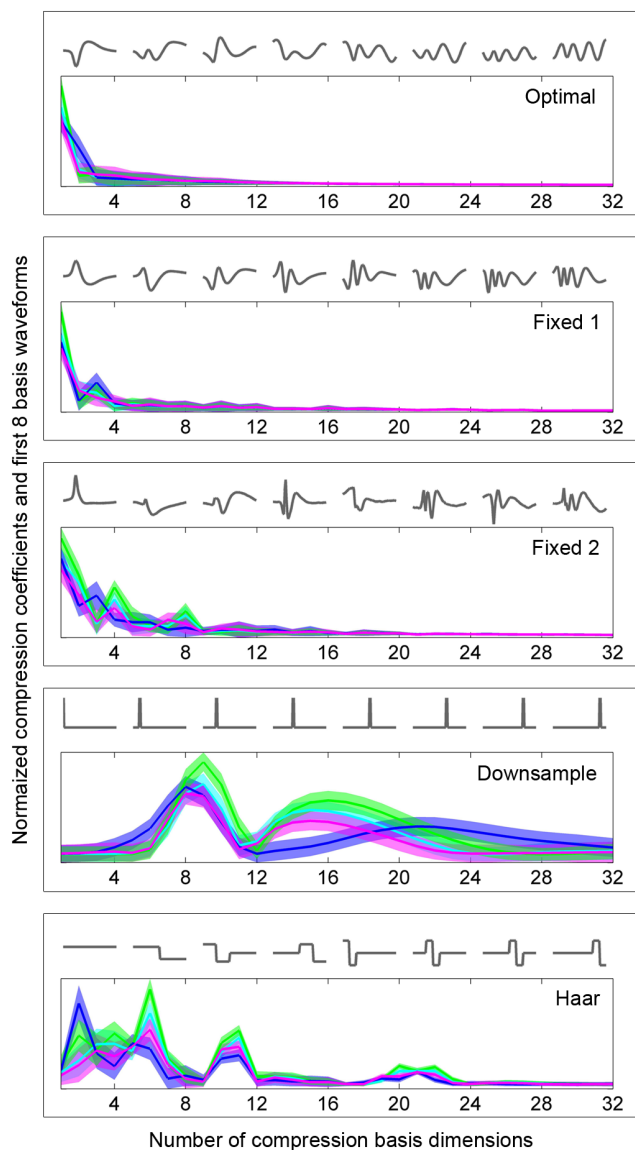 Normaized compression coefficients and first 8 basis waveforms
Optimal
4 8 12 16 20 24 28 32
Fixed 1
4 8 12 16 20 24 28 32
Fixed 2
4 8 12 16 20 24 28 32
Downsample
4 8 12 16 20 24 28 32
Haar
4 8 12 16 20 24 28 32
Number of compression basis dimensions